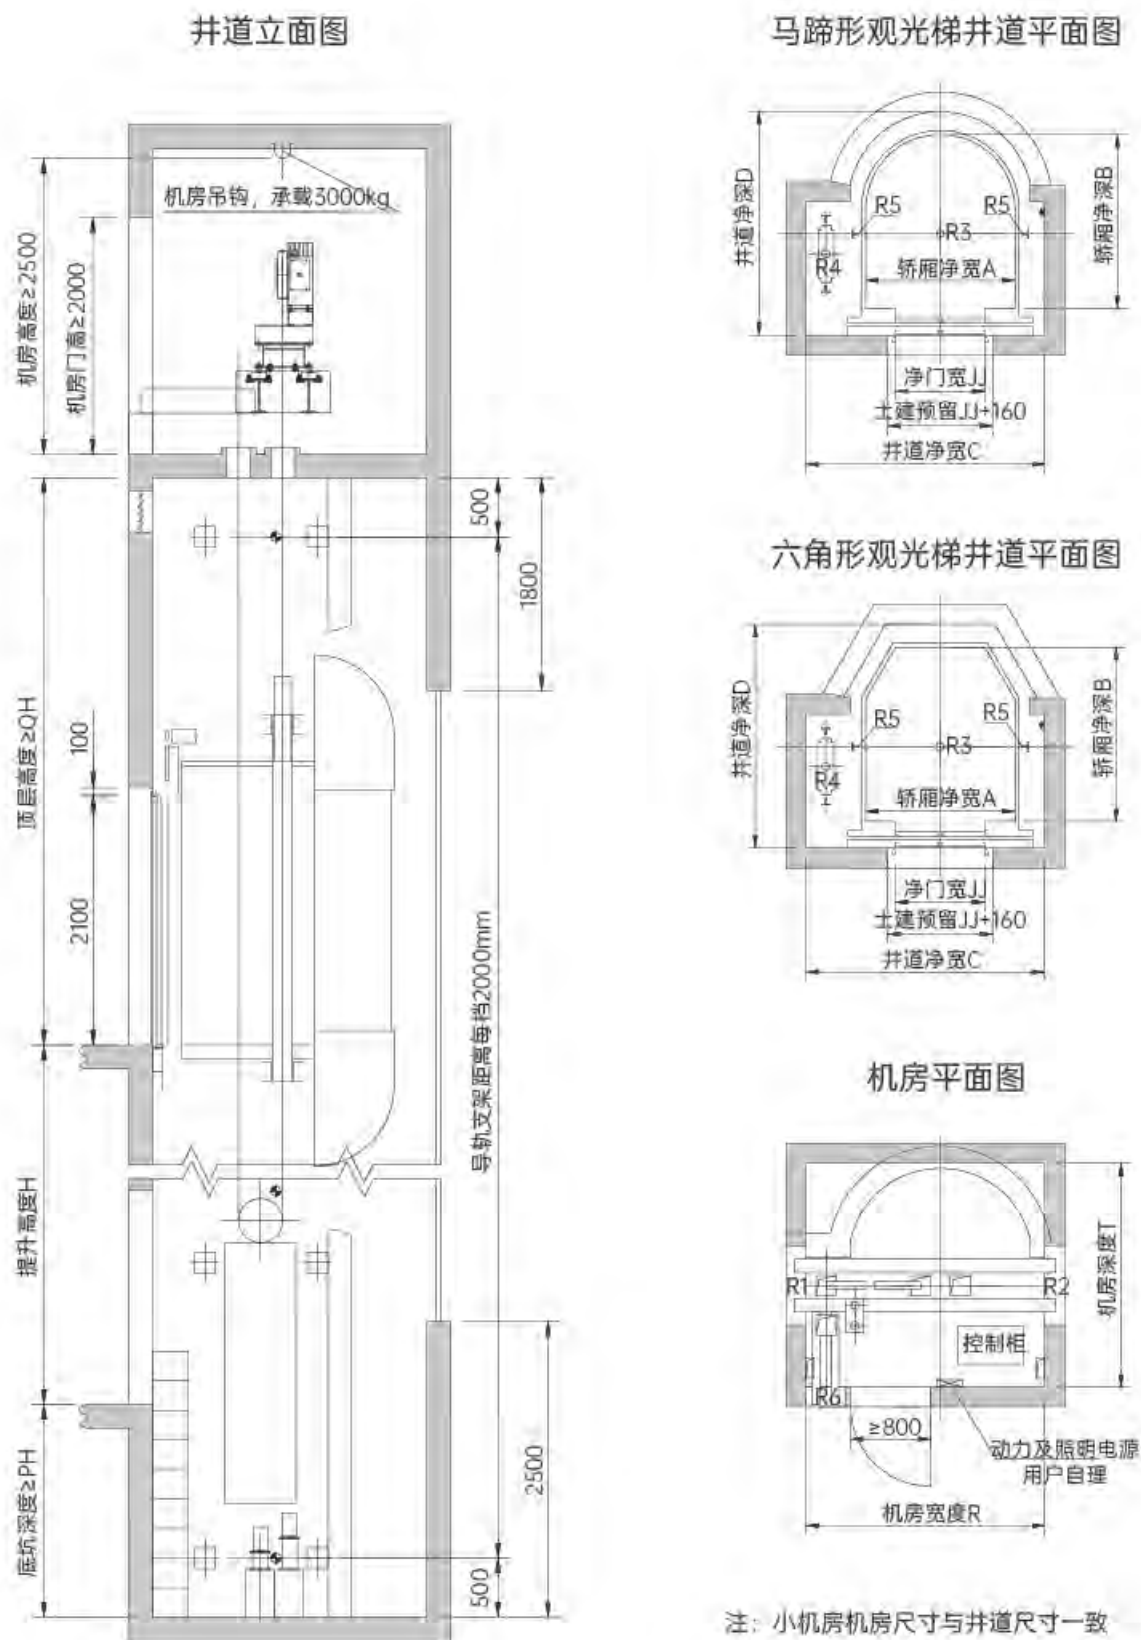 井道立面图
机房吊钩，承载3000kg
机房高度≥2500
机房门高≥2000
500
1800
顶层高度≥QH
100
2100
导轨支架距离每档2000mm
提升高度H
底坑深度≥PH
2500
500
马蹄形观光梯井道平面图
井道净深D
轿厢净深B
R5
R5
R3
R4
轿厢净宽A
净门宽JJ
土建预留JJ+160
井道净宽C
六角形观光梯井道平面图
井道净深D
轿厢净深B
R5
R5
R3
R4
轿厢净宽A
净门宽JJ
土建预留JJ+160
井道净宽C
机房平面图
R1
R2
机房深度T
控制柜
R6
≥800
动力及照明电源
用户自理
机房宽度R
注：小机房机房尺寸与井道尺寸一致